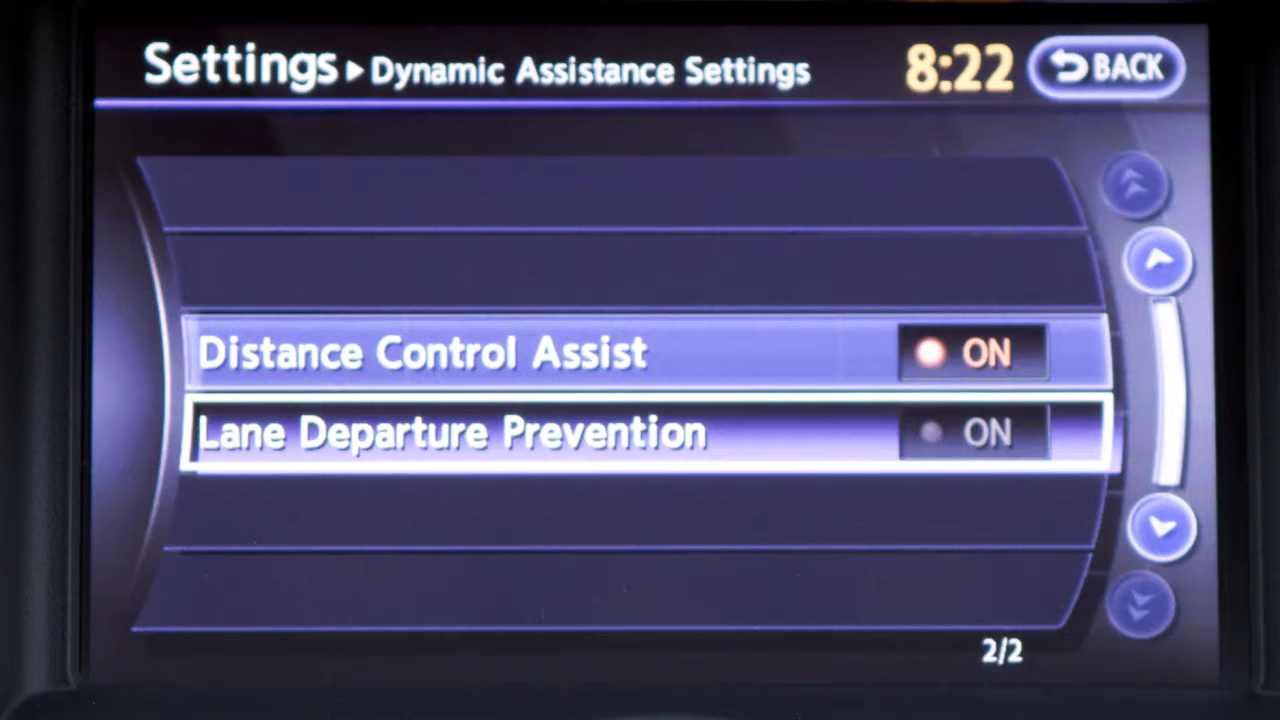 Settings ▶ Dynamic Assistance Settings 8:22 BACK
Distance Control Assist ON
Lane Departure Prevention ON
2/2